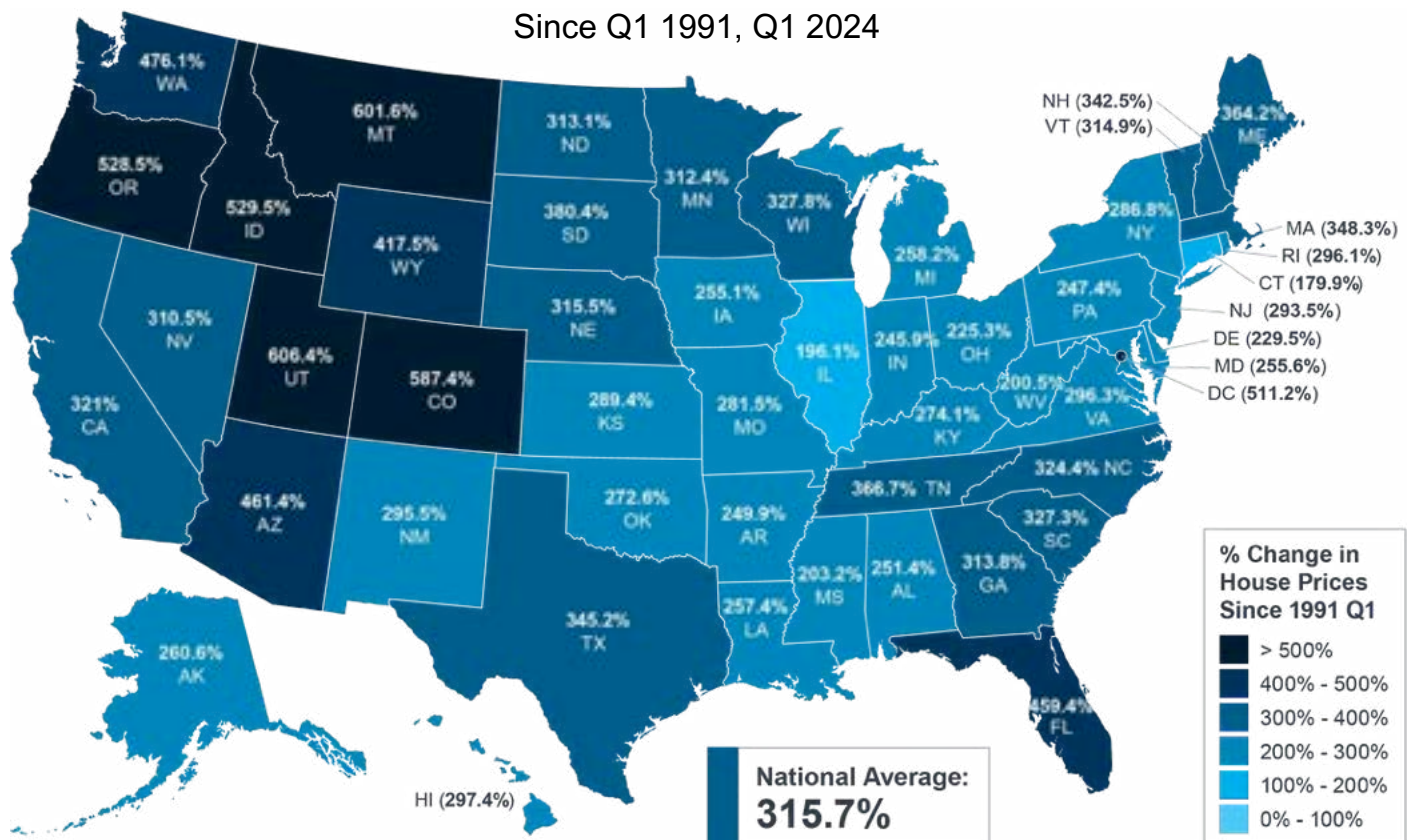 Since Q1 1991, Q1 2024
476.1%
WA
601.6%
MT
313.1%
ND
312.4%
MN
327.8%
WI
258.2%
MI
286.8%
NY
364.2%
ME
NH (342.5%)
VT (314.9%)
MA (348.3%)
RI (296.1%)
CT (179.9%)
NJ (293.5%)
DE (229.5%)
MD (255.6%)
DC (511.2%)
528.5%
OR
529.5%
ID
417.5%
WY
380.4%
SD
255.1%
IA
247.4%
PA
310.5%
NV
606.4%
UT
587.4%
CO
315.5%
NE
196.1%
IL
245.9%
IN
225.3%
OH
200.5%
WV
296.3%
VA
321%
CA
289.4%
KS
281.5%
MO
274.1%
KY
324.4% NC
366.7% TN
461.4%
AZ
295.5%
NM
272.6%
OK
249.9%
AR
327.3%
SC
203.2%
MS
251.4%
AL
313.8%
GA
345.2%
TX
257.4%
LA
459.4%
FL
260.6%
AK
HI (297.4%)
National Average:
315.7%
% Change in
House Prices
Since 1991 Q1
> 500%
400% - 500%
300% - 400%
200% - 300%
100% - 200%
0% - 100%